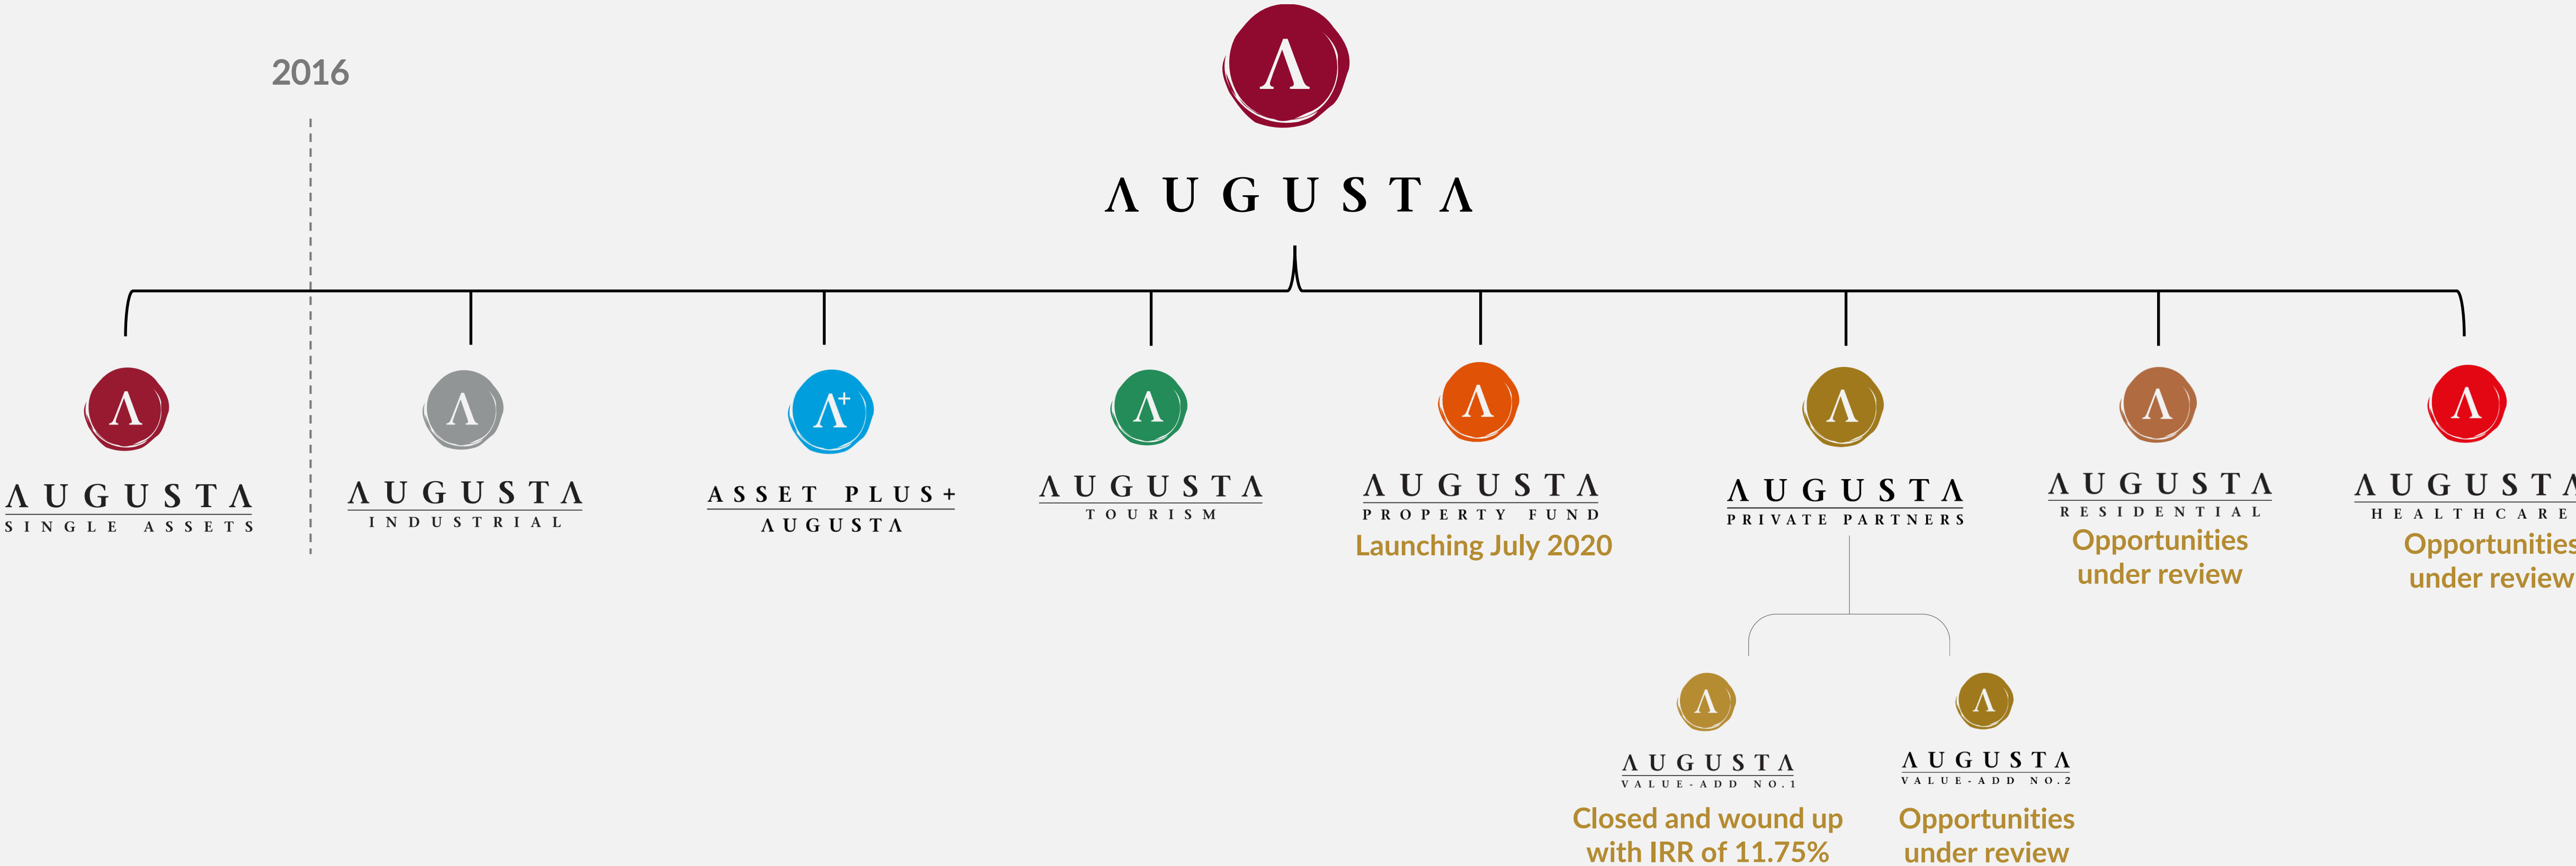 2016
AUGUSTA
AUGUSTA
SINGLE ASSETS
AUGUSTA
INDUSTRIAL
ASSET PLUS+
AUGUSTA
AUGUSTA
TOURISM
AUGUSTA
PROPERTY FUND
Launching July 2020
AUGUSTA
PRIVATE PARTNERS
AUGUSTA
RESIDENTIAL
Opportunities
under review
AUGUSTA
HEALTHCARE
Opportunities
under review
AUGUSTA
VALUE-ADD NO.1
Closed and wound up
with IRR of 11.75%
AUGUSTA
VALUE-ADD NO.2
Opportunities
under review